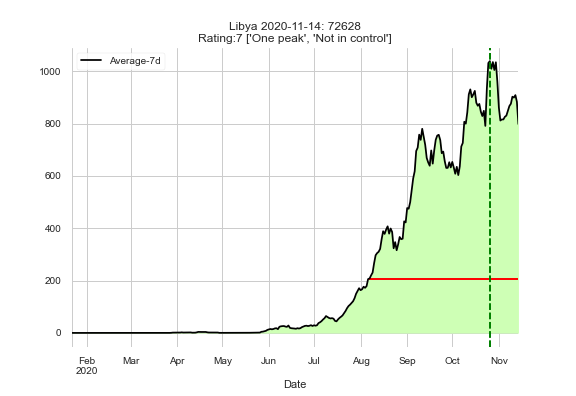 Libya 2020-11-14: 72628
Rating:7 ['One peak', 'Not in control']
Average-7d
1000
800
600
400
200
0
Feb Mar Apr May Jun Jul Aug Sep Oct Nov
2020
Date